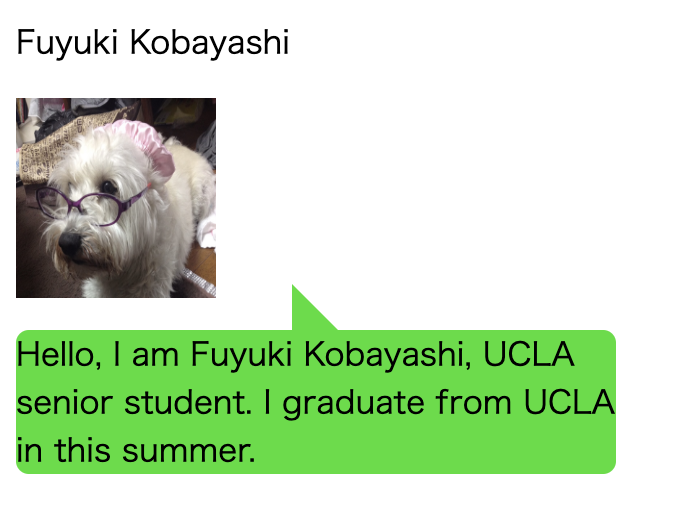 Fuyuki Kobayashi
Hello, I am Fuyuki Kobayashi, UCLA
senior student. I graduate from UCLA
in this summer.